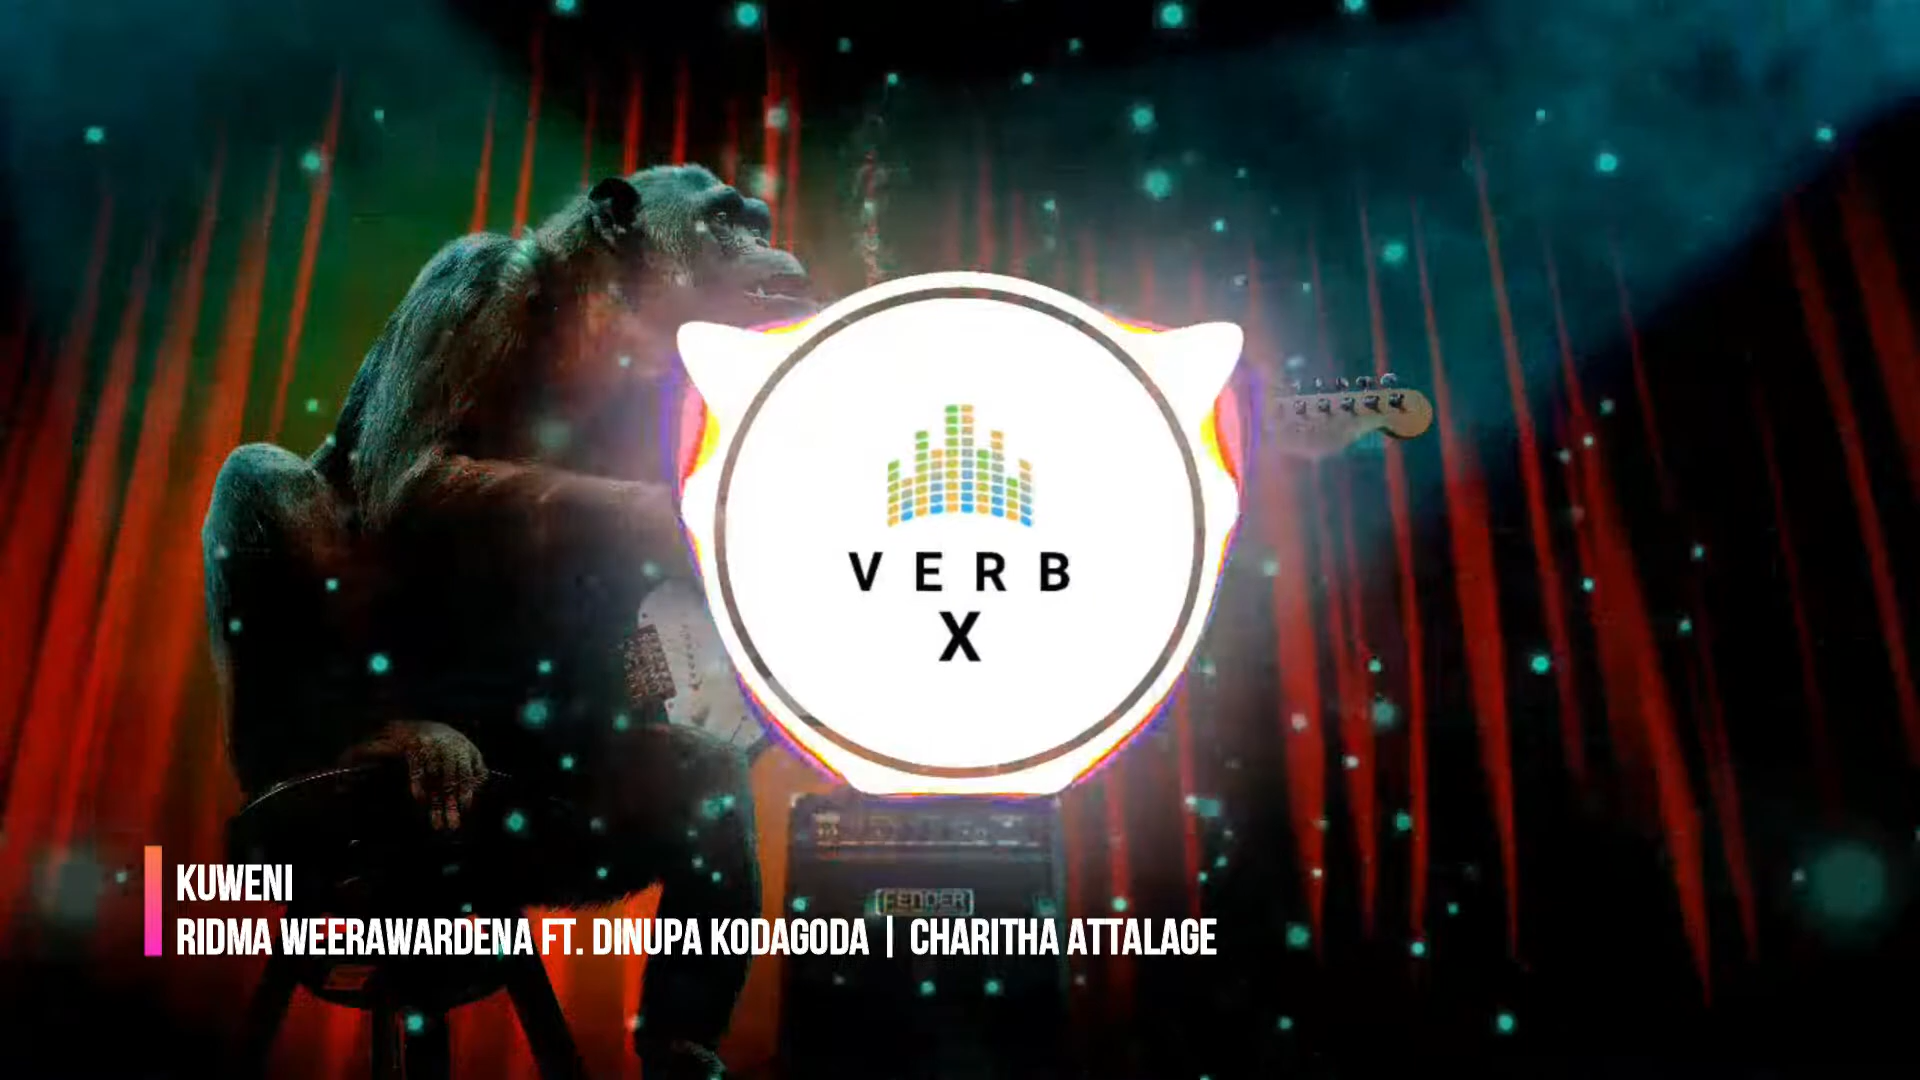 VERB
X
FENDER
KUWENI
RIDMA WEERAWARDENA FT. DINUPA KODAGODA | CHARITHA ATTALAGE